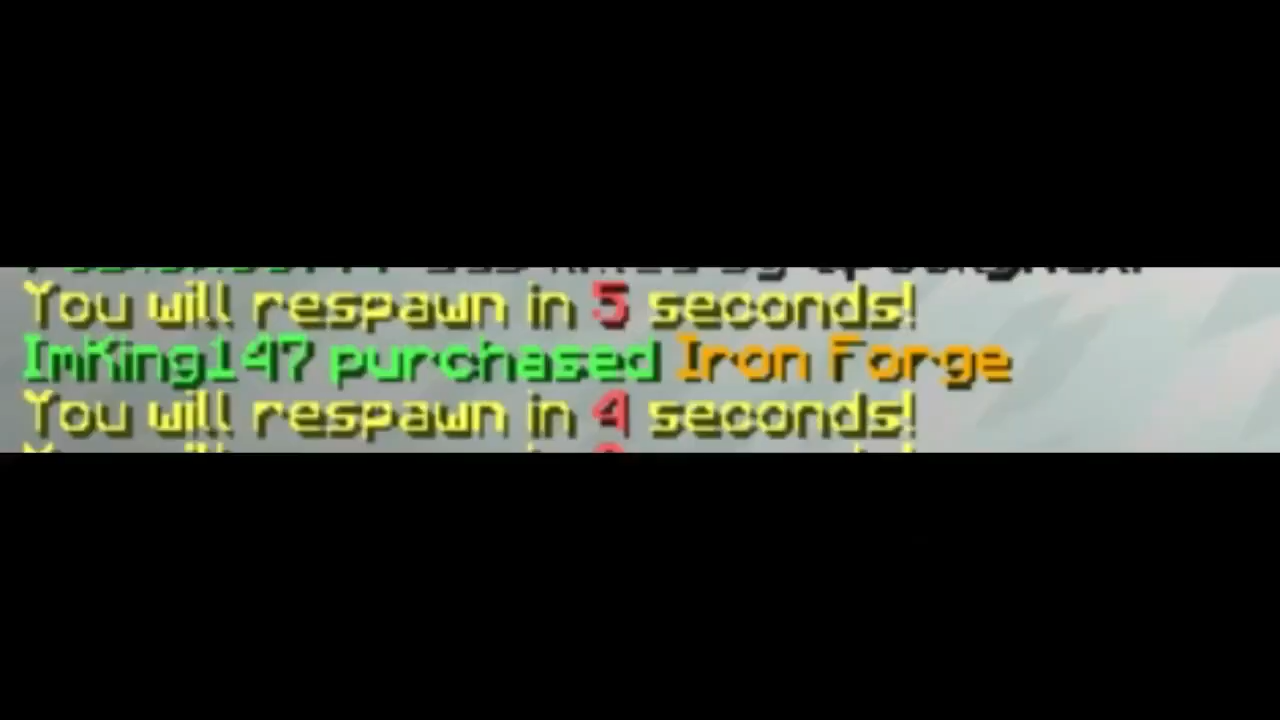 You will respawn in 5 seconds!
ImKing147 purchased Iron Forge
You will respawn in 4 seconds!